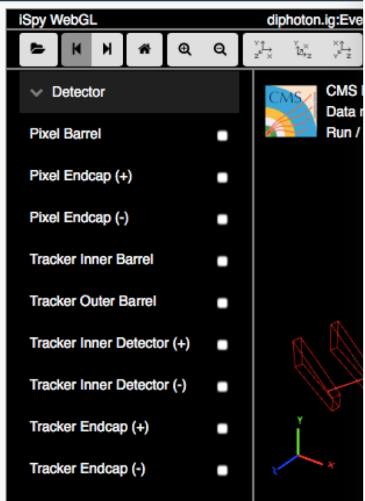 iSpy WebGL
diphoton.ig:Eve
Detector
CMS
CMS
Data
Run /
Pixel Barrel
Pixel Endcap (+)
Pixel Endcap (-)
Tracker Inner Barrel
Tracker Outer Barrel
Tracker Inner Detector (+)
Tracker Inner Detector (-)
Tracker Endcap (+)
Tracker Endcap (-)
Y
X